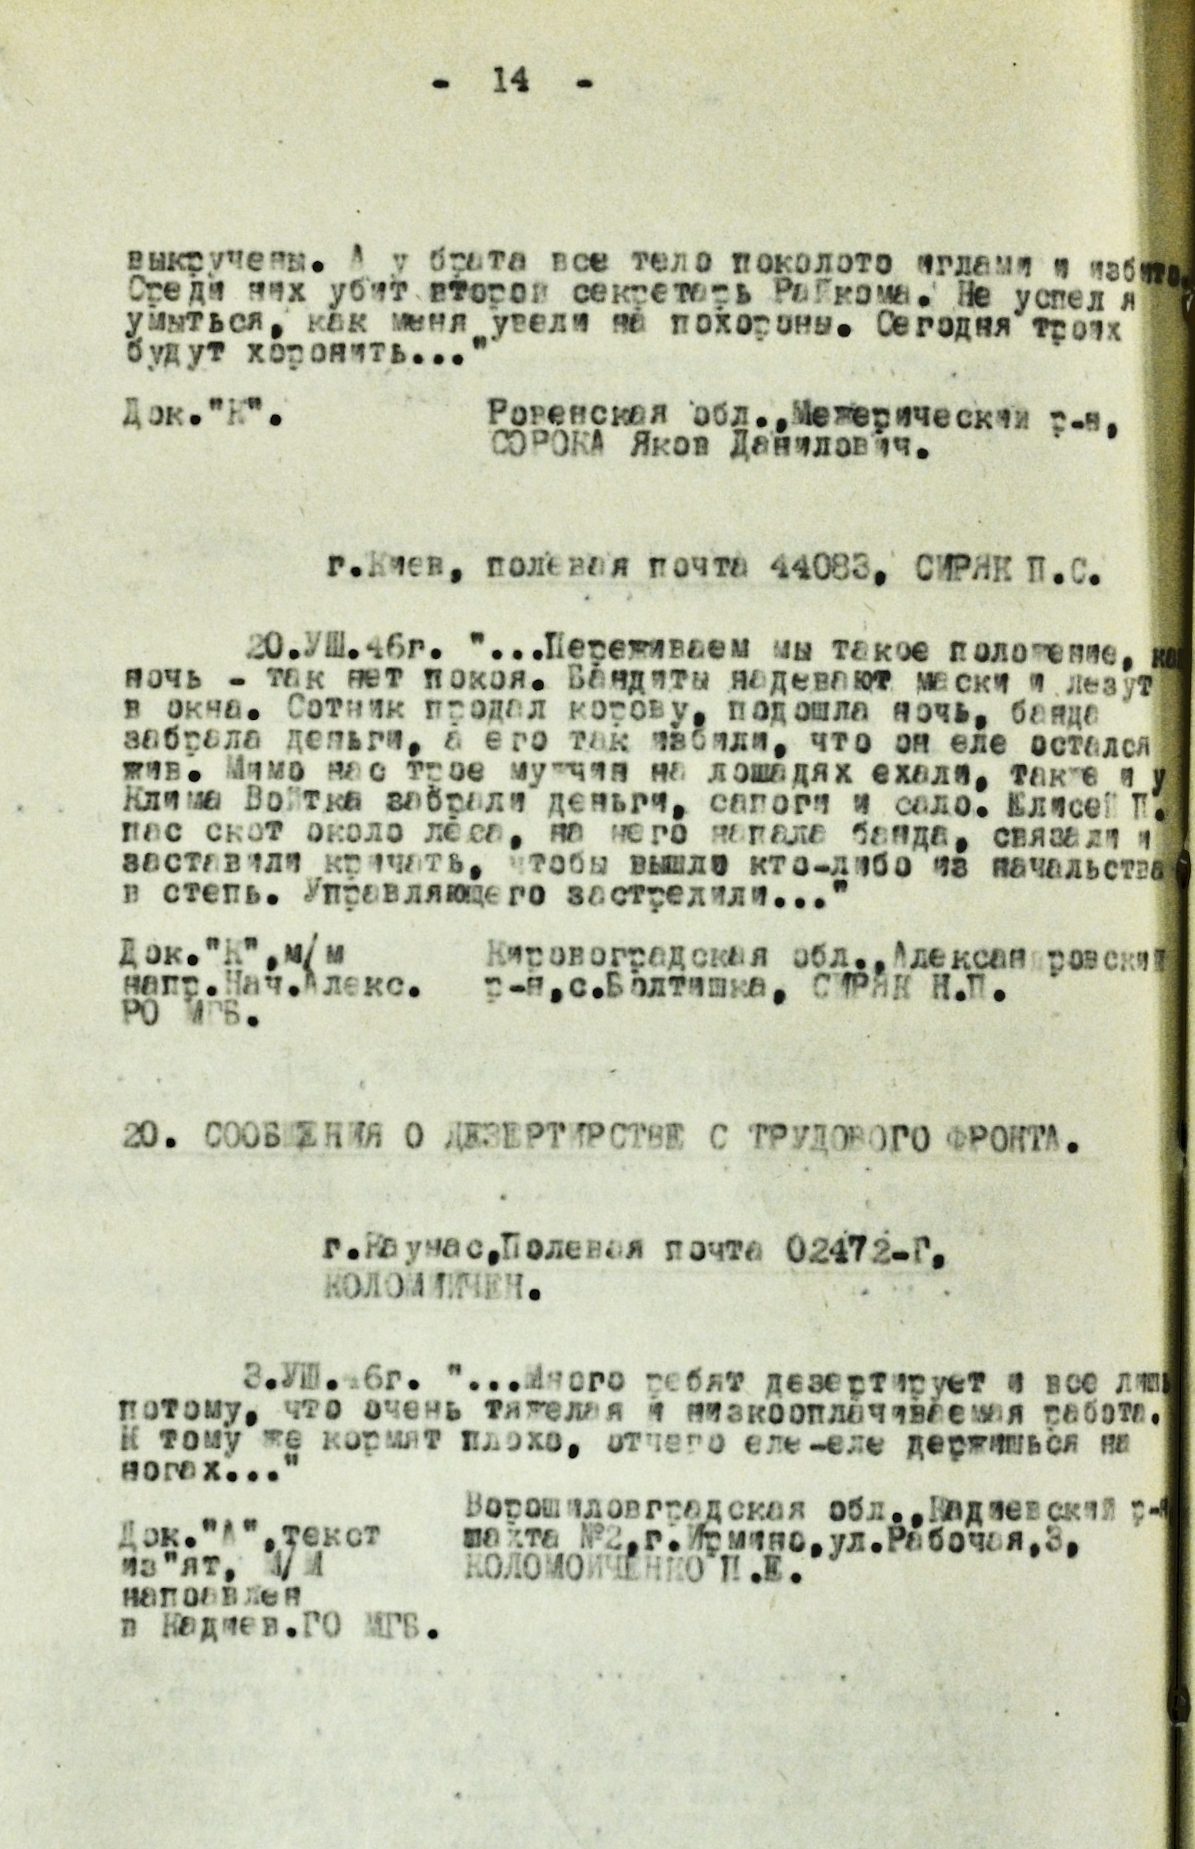 - 14 -
выкручены. А у брата все тело поколото иглами и избито.
Среди них убит второй секретарь Райкома. Не успел я
умыться, как меня увели на похороны. Сегодня троих
будут хоронить..."
Док."К". Ровенская обл.,Межерический р-н,
СОРОКА Яков Данилович.
г.Киев, полевая почта 44083, СИРЯК П.С.
20.УШ.46г. "...Переживаем мы такое положение, как
ночь - так нет покоя. Бандиты надевают маски и лезут
в окна. Сотник продал корову, подошла ночь, банда
забрала деньги, а его так избили, что он еле остался
жив. Мимо нас трое мужчин на лошадях ехали, также и у
Клима Войтка забрали деньги, сапоги и сало. Елисей П.
пас скот около леса, на него напала банда, связали и
заставили кричать, чтобы вышло кто-либо из начальства
в степь. Управляющего застрелили..."
Док."К",м/м Кировоградская обл.,Александровский
напр.Нач.Алекс. р-н,с.Болтишка, СИРЯК Н.П.
РО МГБ.
20. СООБЩЕНИЯ О ДЕЗЕРТИРСТВЕ С ТРУДОВОГО ФРОНТА.
г.Каунас,Полевая почта 02472-Г,
3.УШ.46г. "...Много ребят дезертирует и все лишь
потому, что очень тяжелая и низкооплачиваемая работа.
К тому же кормят плохо, отчего еле-еле держишься на
ногах..."
Ворошиловградская обл.,Кадиевский р-н
Док."А",текст шахта №2,г.Ирмино,ул.Рабочая,3,
из"ят, М/М КОЛОМОЙЧЕНКО П.Е.
направлен
в Кадиев.ГО МГБ.